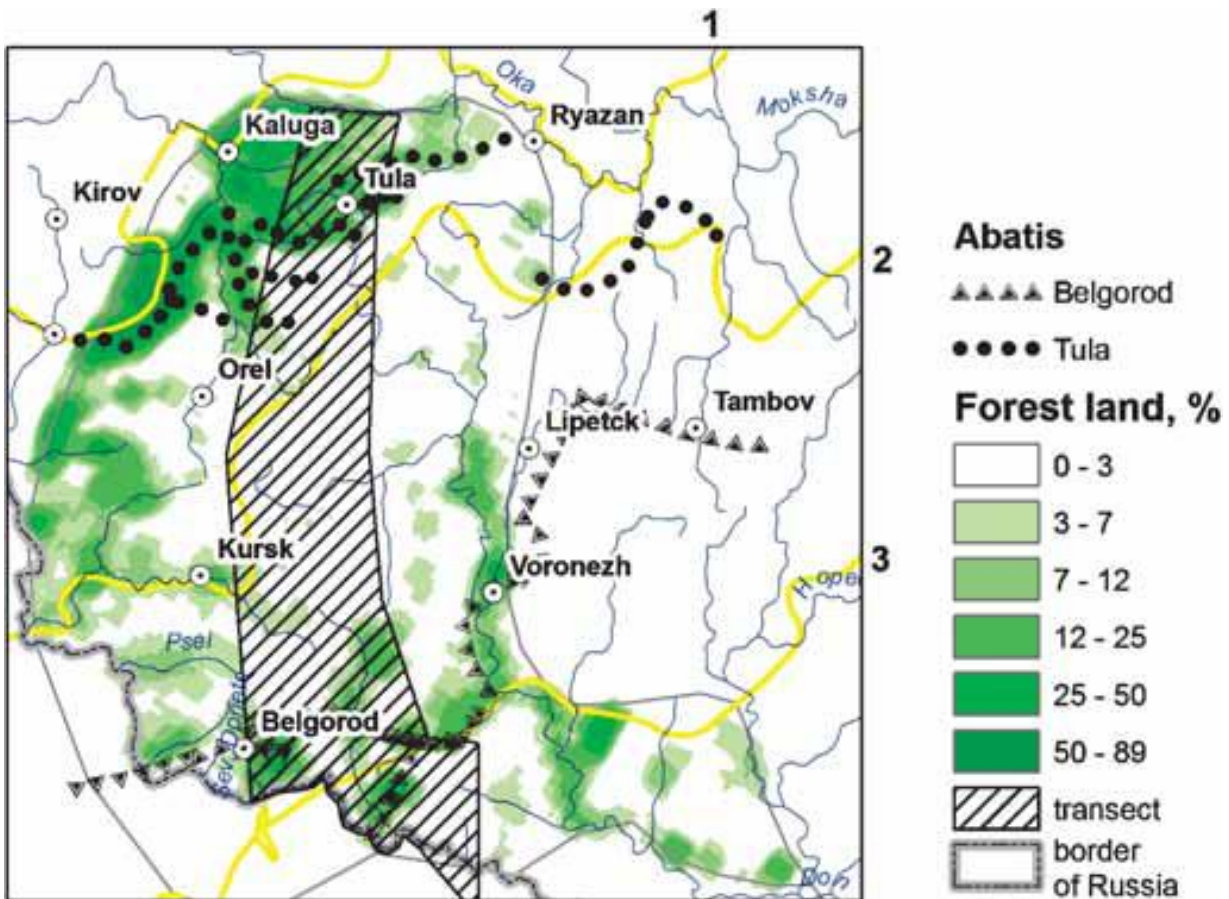 1
Oka
Ryazan
Moksha
Kaluga
Kirov
Tula
2
Orel
Lipetck
Tambov
Kursk
Voronezh
3
Hoper
Psel
Belgorod
Don
Abatis
Belgorod
Tula
Forest land, %
0 - 3
3 - 7
7 - 12
12 - 25
25 - 50
50 - 89
transect
border
of Russia